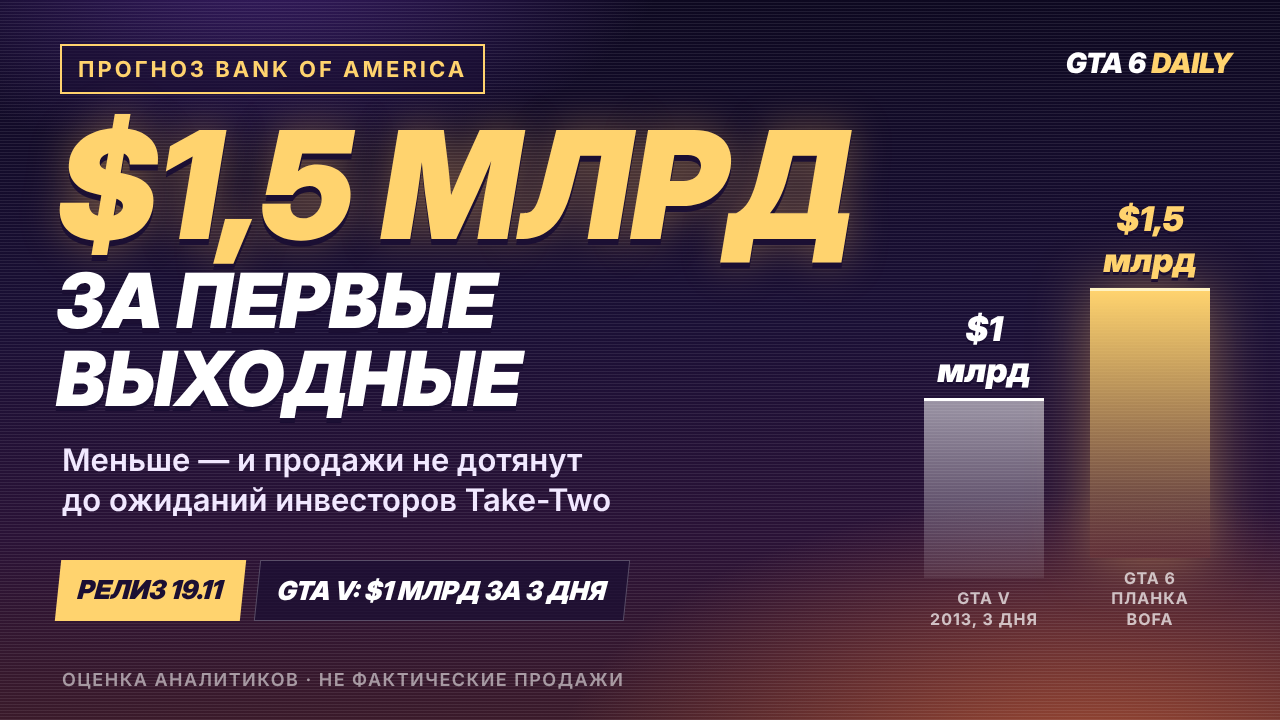 ПРОГНОЗ BANK OF AMERICA
GTA 6 DAILY
$1,5 МЛРД
ЗА ПЕРВЫЕ
ВЫХОДНЫЕ
Меньше — и продажи не дотянут
до ожиданий инвесторов Take-Two
РЕЛИЗ 19.11
GTA V: $1 МЛРД ЗА 3 ДНЯ
$1
млрд
GTA V
2013, 3 ДНЯ
$1,5
млрд
GTA 6
ПЛАНКА
BOFA
ОЦЕНКА АНАЛИТИКОВ · НЕ ФАКТИЧЕСКИЕ ПРОДАЖИ